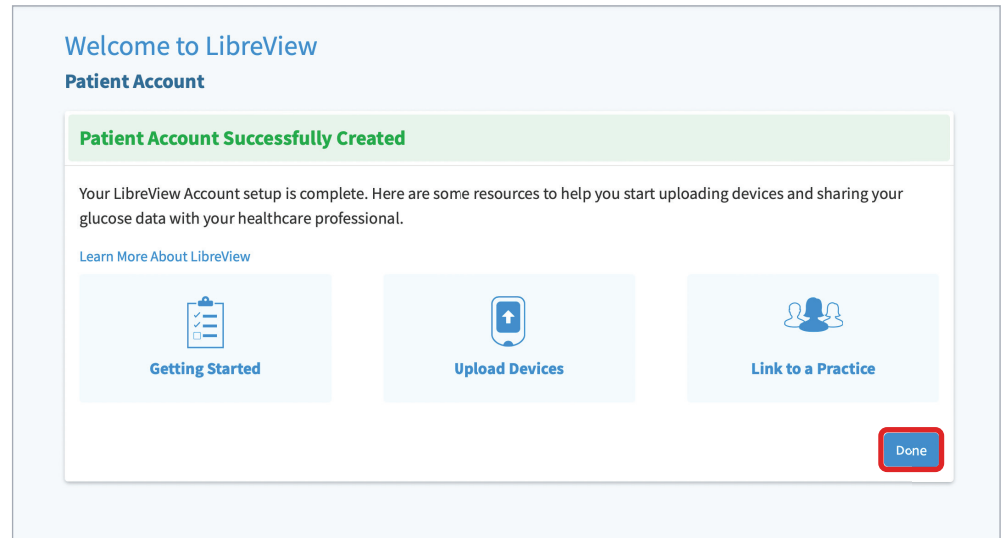 Welcome to LibreView
Patient Account
Patient Account Successfully Created
Your LibreView Account setup is complete. Here are some resources to help you start uploading devices and sharing your
glucose data with your healthcare professional.
Learn More About LibreView
Getting Started
Upload Devices
Link to a Practice
Done